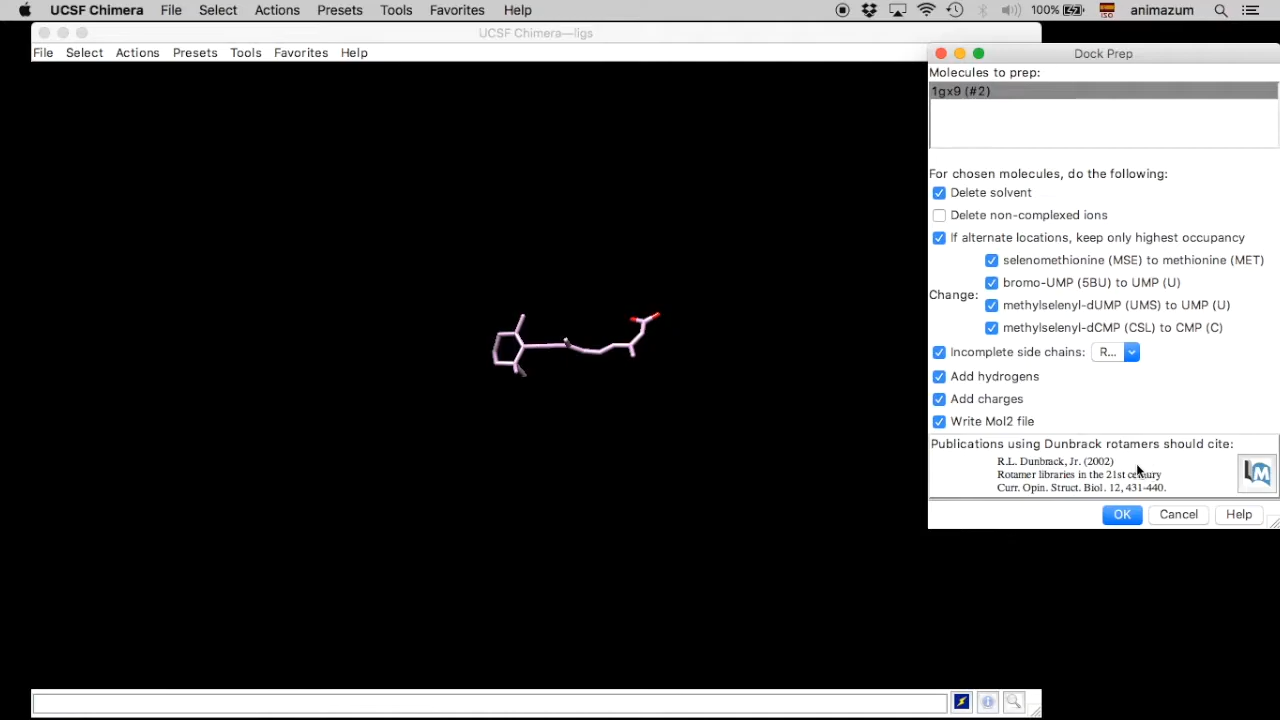 UCSF Chimera File Select Actions Presets Tools Favorites Help 100% ISO animazum
UCSF Chimera—ligs
File Select Actions Presets Tools Favorites Help
Dock Prep
Molecules to prep:
1gx9 (#2)
For chosen molecules, do the following:
Delete solvent
Delete non-complexed ions
If alternate locations, keep only highest occupancy
selenomethionine (MSE) to methionine (MET)
bromo-UMP (5BU) to UMP (U)
Change:
methylselenyl-dUMP (UMS) to UMP (U)
methylselenyl-dCMP (CSL) to CMP (C)
Incomplete side chains: R...
Add hydrogens
Add charges
Write Mol2 file
Publications using Dunbrack rotamers should cite:
R.L. Dunbrack, Jr. (2002)
Rotamer libraries in the 21st century
Curr. Opin. Struct. Biol. 12, 431-440.
OK Cancel Help